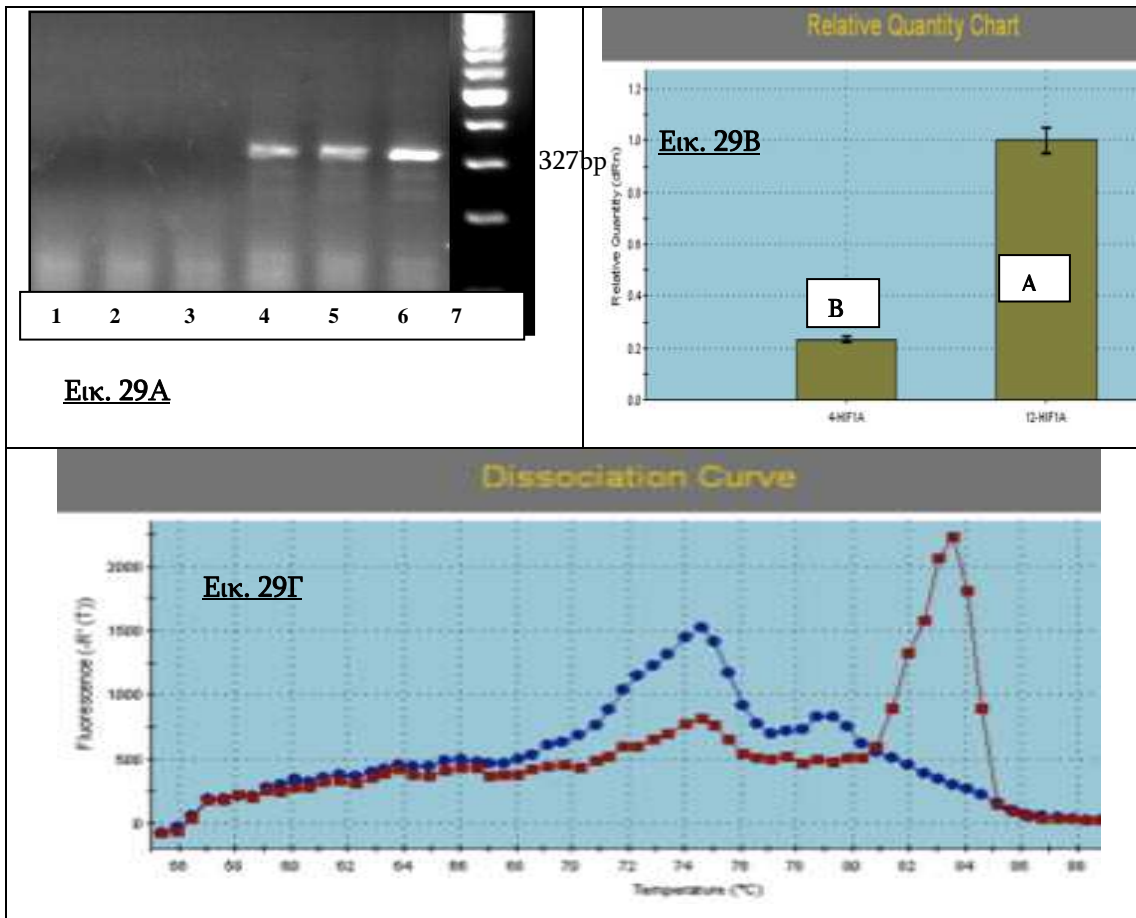 327bp
1 2 3 4 5 6 7
Εικ. 29Α
Relative Quantity Chart
Εικ. 29Β
Relative Quantity (dRn)
1.2
1.0
0.8
0.6
0.4
0.2
0.0
B
A
4-HIF1A
12-HIF1A
Dissociation Curve
Εικ. 29Γ
Fluorescence (-R' (T))
2000
1500
1000
500
0
70 72 74 76 78 80 82 84 86 88
Temperature (°C)